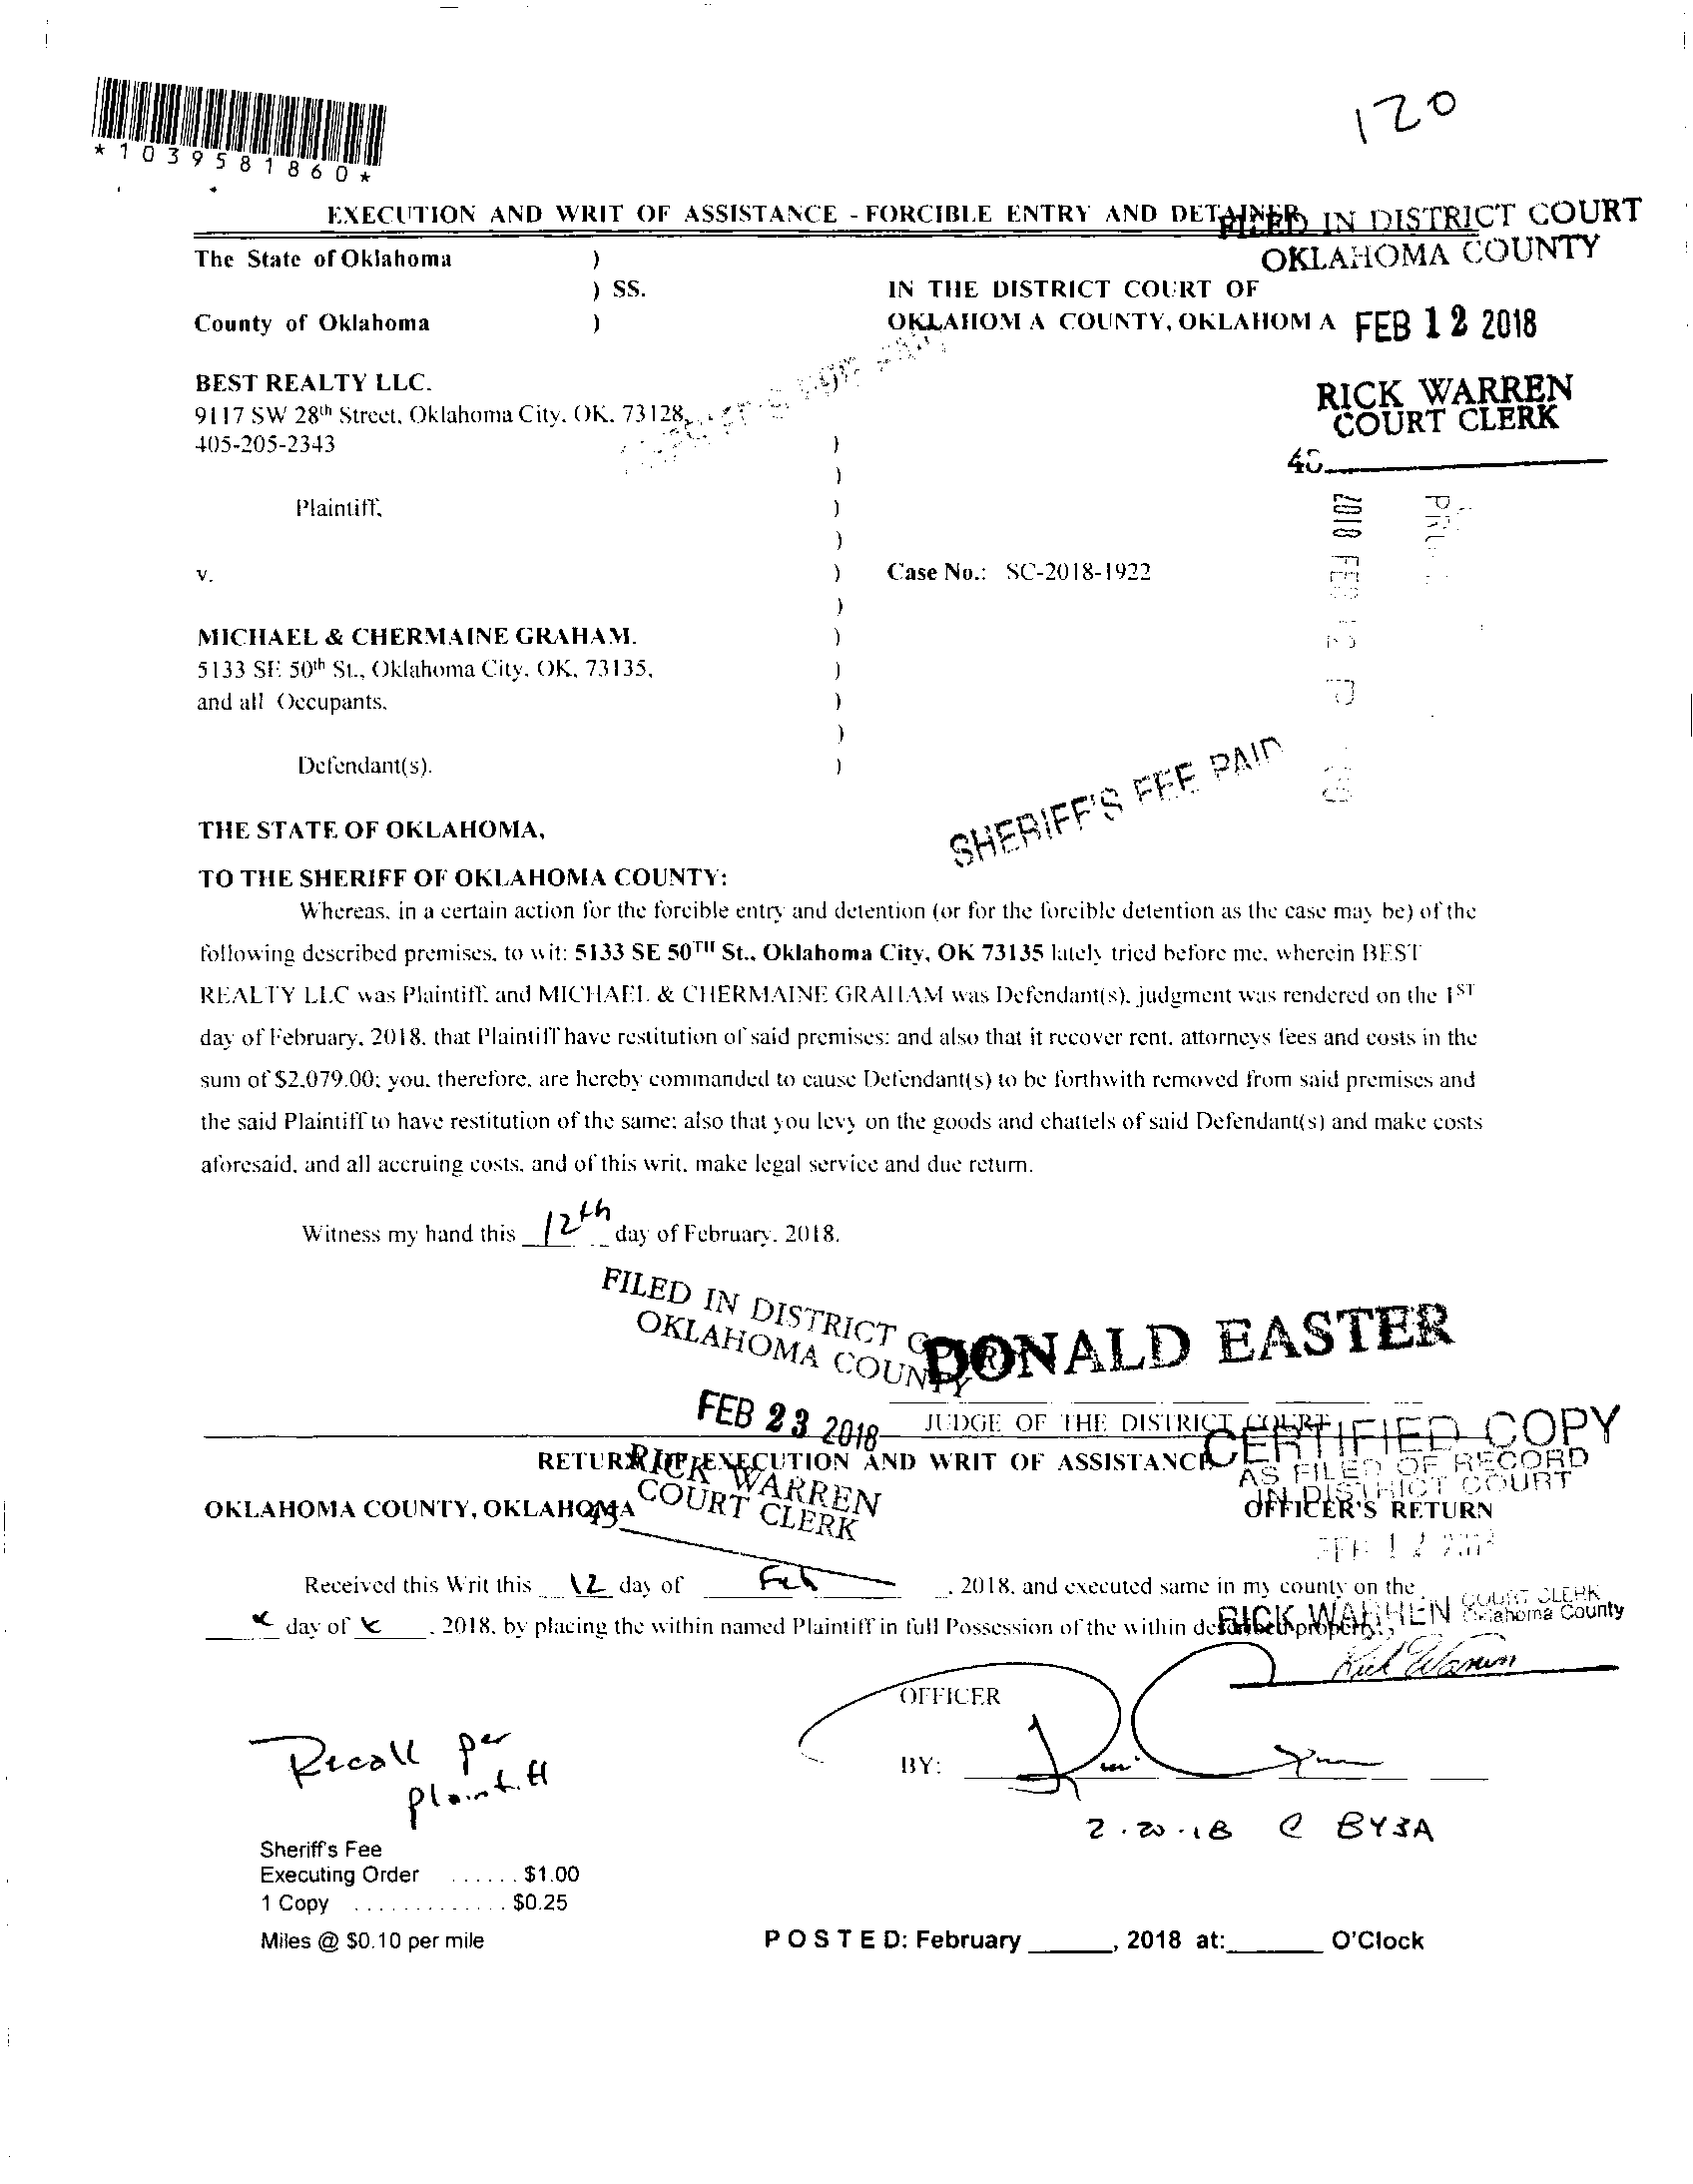 120
*1039581860*
EXECUTION AND WRIT OF ASSISTANCE - FORCIBLE ENTRY AND DETAINER
FILED IN DISTRICT COURT
OKLAHOMA COUNTY
The State of Oklahoma )
) SS.
County of Oklahoma )
IN THE DISTRICT COURT OF
OKLAHOMA COUNTY, OKLAHOMA
FEB 12 2018
RICK WARREN
COURT CLERK
BEST REALTY LLC.
9117 SW 28th Street, Oklahoma City, OK, 73128,
405-205-2343 )
)
Plaintiff, )
)
v. ) Case No.: SC-2018-1922
)
MICHAEL & CHERMAINE GRAHAM. )
5133 SE 50th St., Oklahoma City, OK, 73135, )
and all Occupants, )
)
Defendant(s). )
2018 FEB 12 P
SHERIFF'S FEE PAID
THE STATE OF OKLAHOMA,
TO THE SHERIFF OF OKLAHOMA COUNTY:
Whereas, in a certain action for the forcible entry and detention (or for the forcible detention as the case may be) of the
following described premises, to wit: 5133 SE 50TH St., Oklahoma City, OK 73135 lately tried before me, wherein BEST
REALTY LLC was Plaintiff, and MICHAEL & CHERMAINE GRAHAM was Defendant(s), judgment was rendered on the 1ST
day of February, 2018, that Plaintiff have restitution of said premises; and also that it recover rent, attorneys fees and costs in the
sum of $2,079.00; you, therefore, are hereby commanded to cause Defendant(s) to be forthwith removed from said premises and
the said Plaintiff to have restitution of the same; also that you levy on the goods and chattels of said Defendant(s) and make costs
aforesaid, and all accruing costs, and of this writ, make legal service and due return.
Witness my hand this 12th day of February, 2018.
FILED IN DISTRICT COURT
OKLAHOMA COUNTY
DONALD EASTER
FEB 23 2018
JUDGE OF THE DISTRICT COURT
CERTIFIED COPY
AS FILED OF RECORD
IN DISTRICT COURT
RETURN OF EXECUTION AND WRIT OF ASSISTANCE
RICK WARREN
COURT CLERK
OKLAHOMA COUNTY, OKLAHOMA
OFFICER'S RETURN
FEB 12 2018
Received this Writ this 12 day of Feb, 2018, and executed same in my county on the
x day of x, 2018, by placing the within named Plaintiff in full Possession of the within described property.
RICK WARREN COURT CLERK
Oklahoma County
Rick Warren
OFFICER
BY:
2.20.18 @ BY3A
Recall per
plaintiff
Sheriff's Fee
Executing Order ...... $1.00
1 Copy ............. $0.25
Miles @ $0.10 per mile
POSTED: February ______, 2018 at:_______ O'Clock